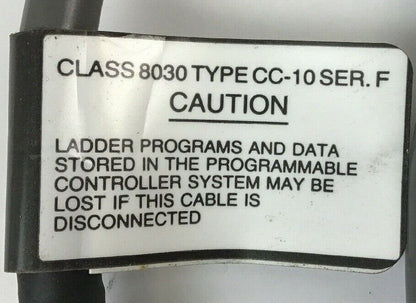 CLASS 8030 TYPE CC-10 SER. F
CAUTION
LADDER PROGRAMS AND DATA
STORED IN THE PROGRAMMABLE
CONTROLLER SYSTEM MAY BE
LOST IF THIS CABLE IS
DISCONNECTED